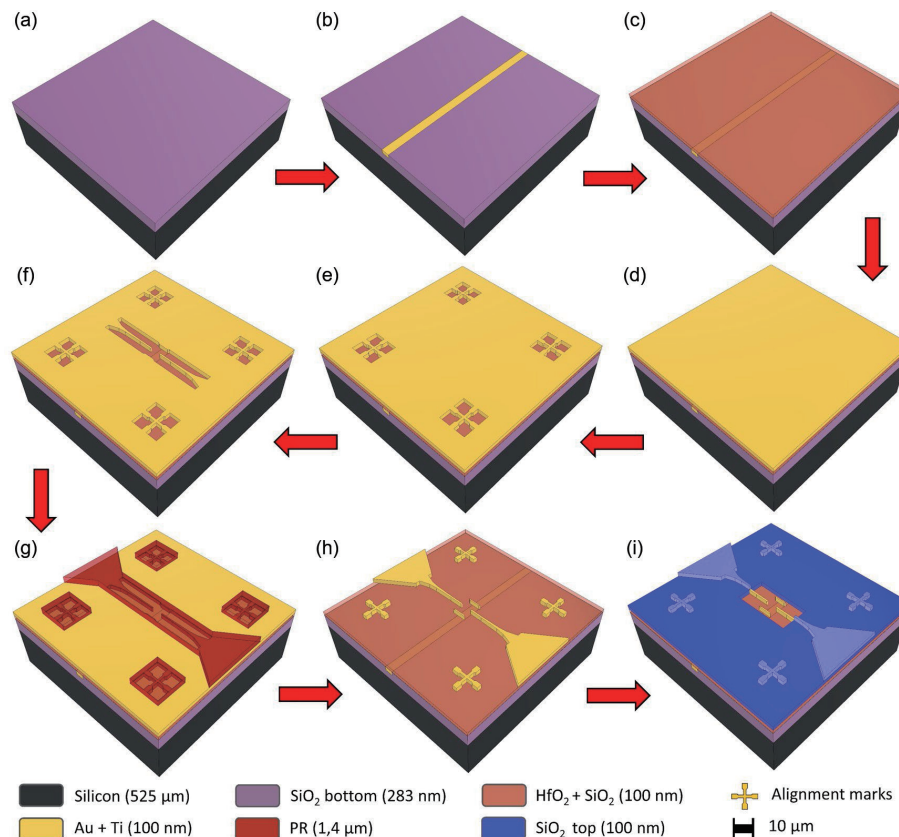 (a) (b) (c)
(f) (e) (d)
(g) (h) (i)
Silicon (525 µm) SiO₂ bottom (283 nm) HfO₂ + SiO₂ (100 nm) Alignment marks
Au + Ti (100 nm) PR (1,4 µm) SiO₂ top (100 nm) 10 µm